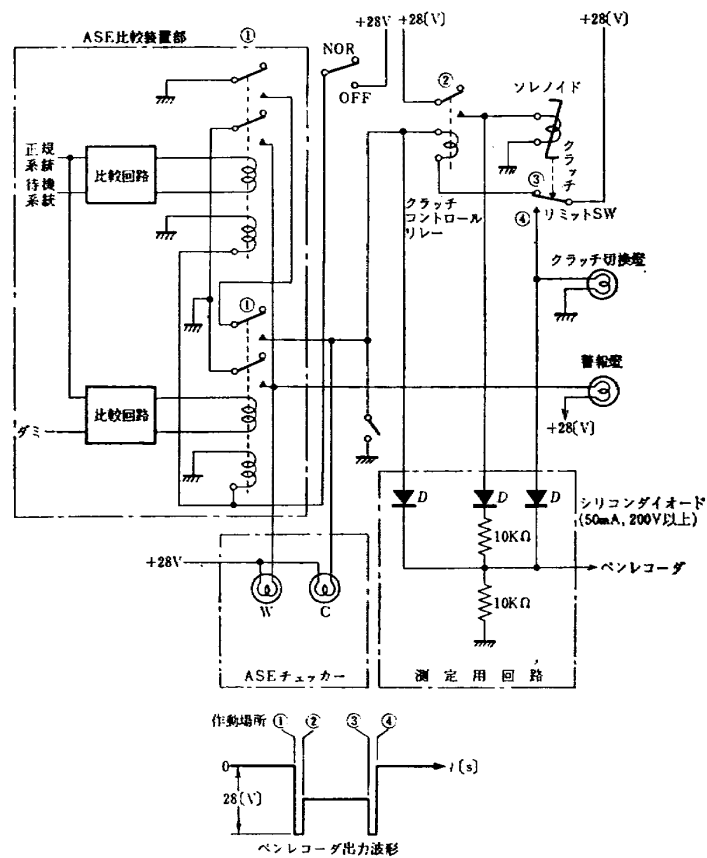 ASE比較装置部
①
NOR
OFF
+28V
+28〔V〕
+28〔V〕
②
ソレノイド
クラッチ
③
④
リミットSW
クラッチ
コントロール
リレー
正規
系統
待機
系統
比較回路
①
クラッチ切換燈
警報燈
+28〔V〕
比較回路
ダミ
D
D
D
シリコンダイオード
(50mA, 200V以上)
10KΩ
10KΩ
ペンレコーダ
+28V
W
C
ASEチェッカー
測定用回路
作動場所
①
②
③
④
0
t〔s〕
28〔V〕
ペンレコーダ出力波形